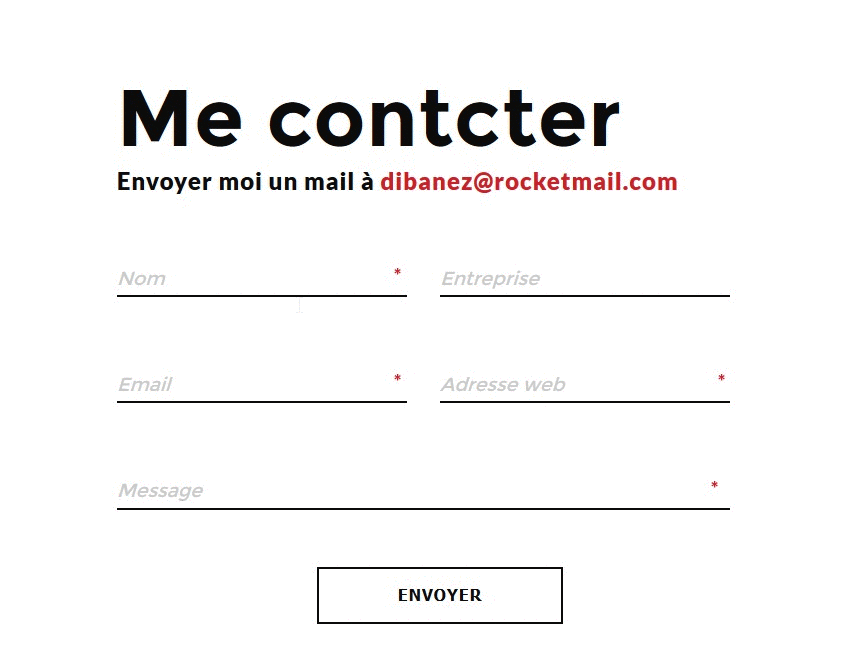 Me contcter
Envoyer moi un mail à dibanez@rocketmail.com
Nom * Entreprise
Email * Adresse web *
Message *
ENVOYER